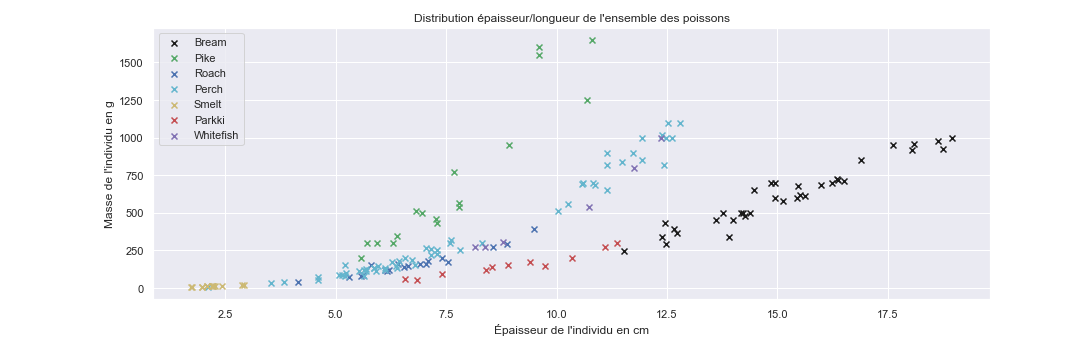 Distribution épaisseur/longueur de l'ensemble des poissons
Bream
Pike
Roach
Perch
Smelt
Parkki
Whitefish
Masse de l'individu en g
1500
1250
1000
750
500
250
0
2.5 5.0 7.5 10.0 12.5 15.0 17.5
Épaisseur de l'individu en cm